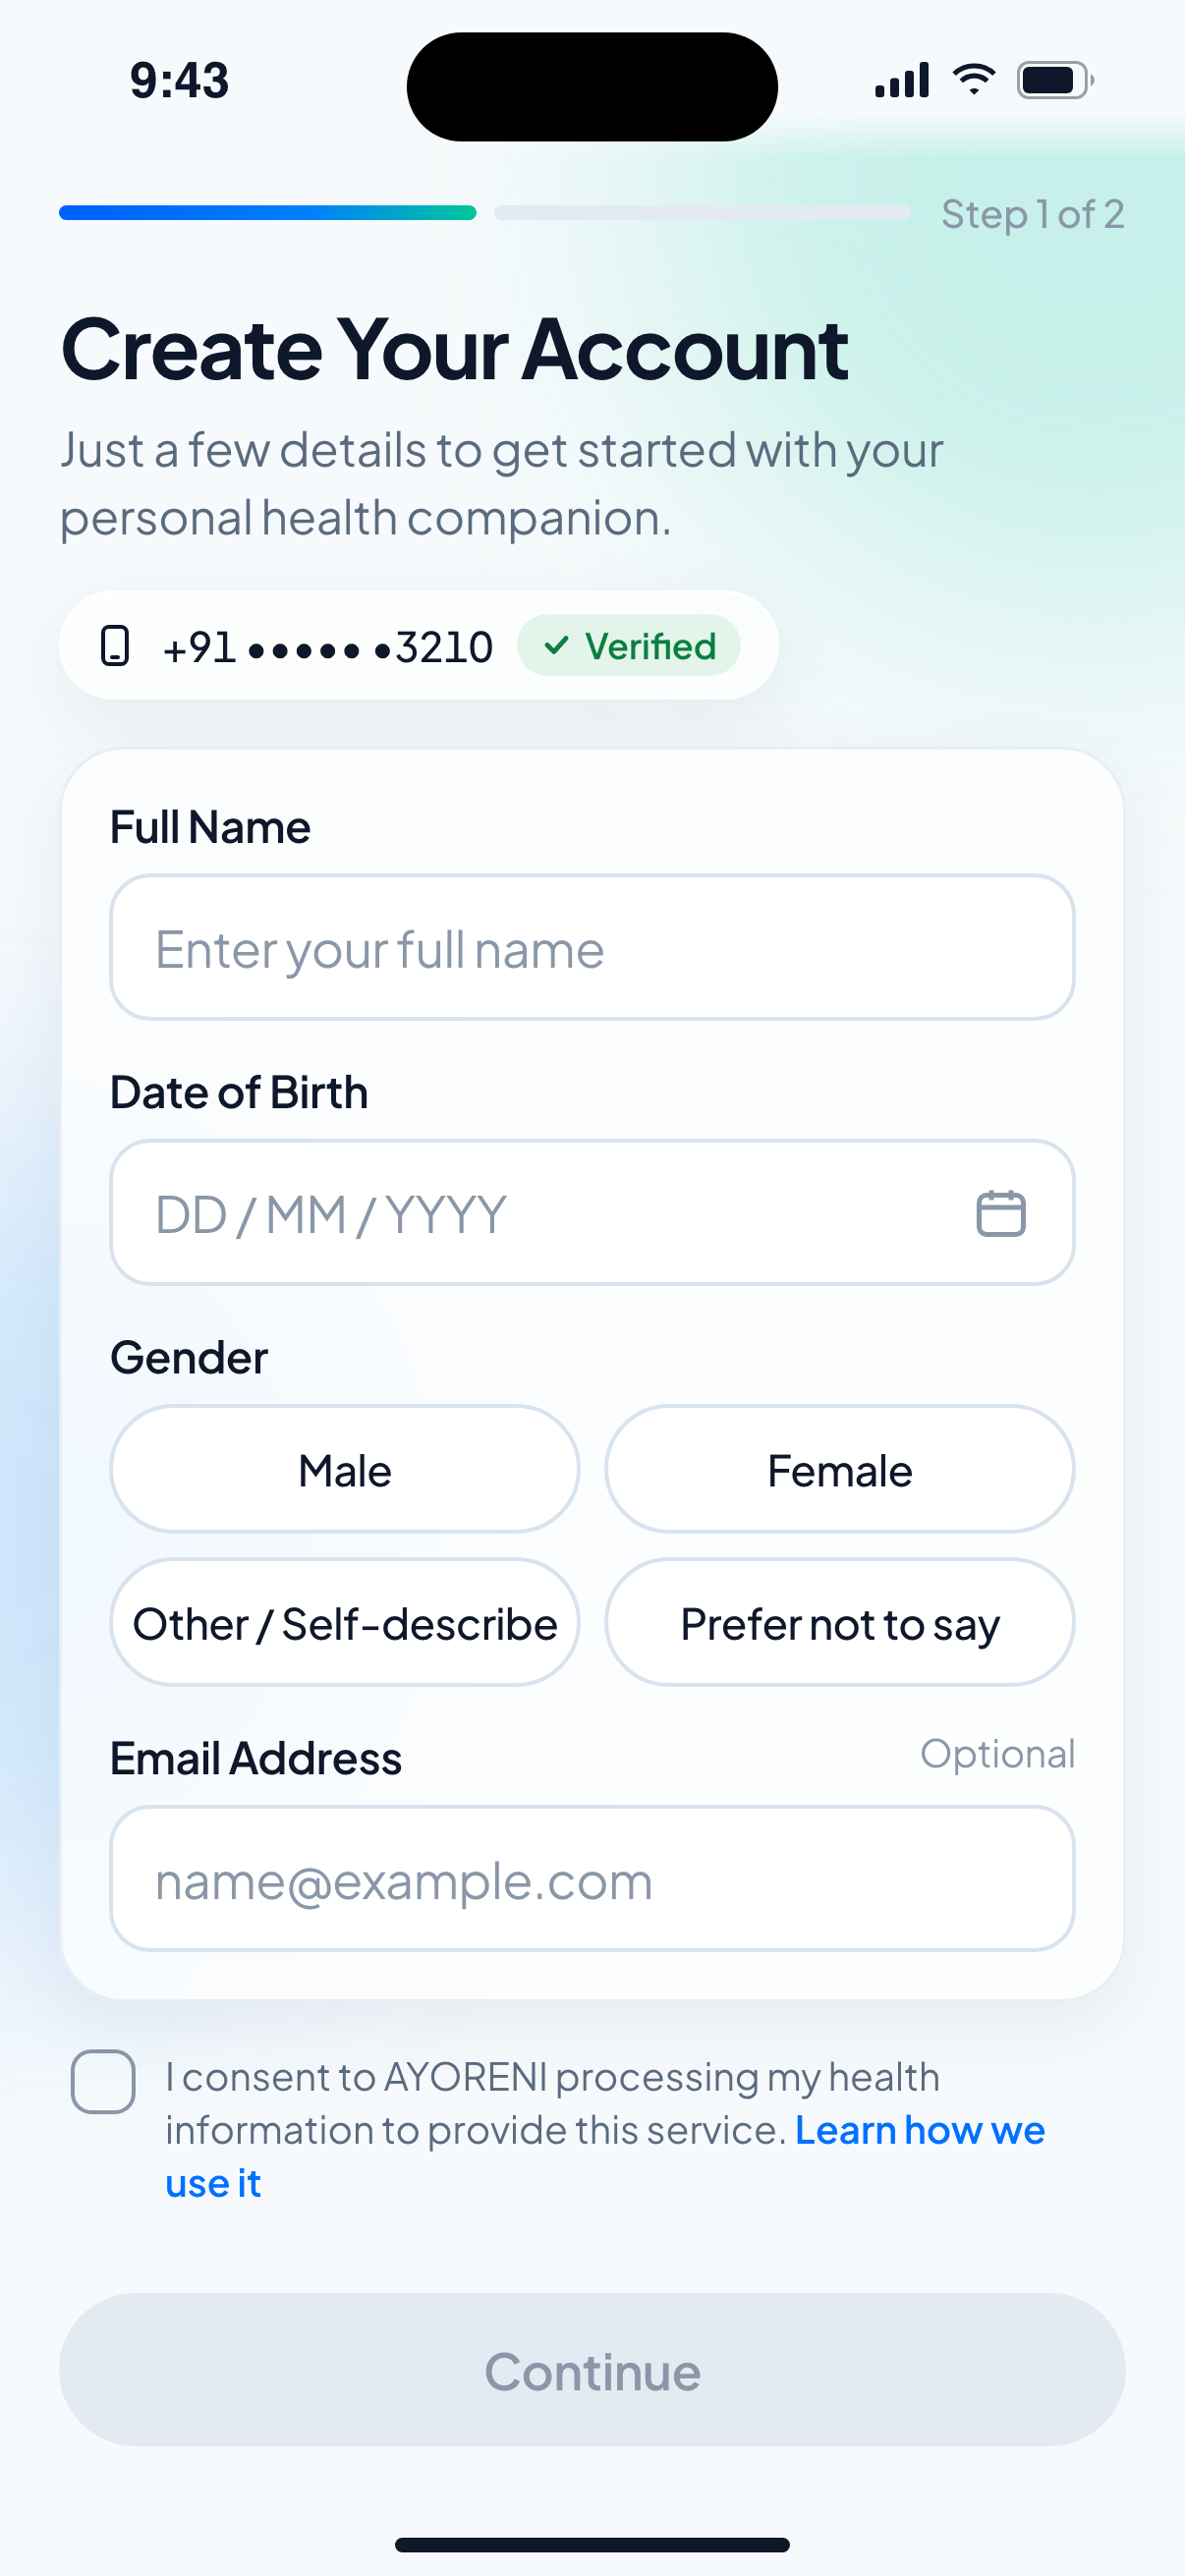 9:43
Step 1 of 2
Create Your Account
Just a few details to get started with your
personal health companion.
+91 ••••• •3210 Verified
Full Name
Enter your full name
Date of Birth
DD / MM / YYYY
Gender
Male Female
Other / Self-describe Prefer not to say
Email Address Optional
name@example.com
I consent to AYORENI processing my health
information to provide this service. Learn how we
use it
Continue